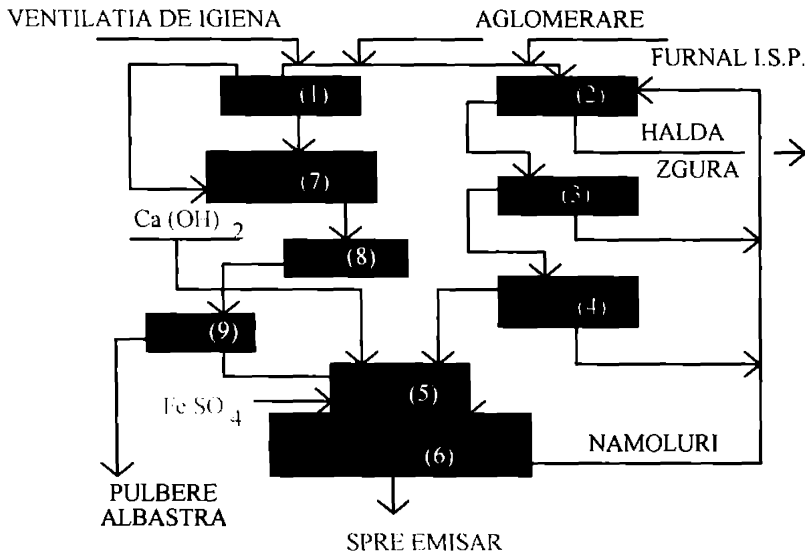 VENTILATIA DE IGIENA
AGLOMERARE
FURNAL I.S.P.
(1)
(2)
HALDA
ZGURA
(7)
(3)
Ca (OH) 2
(8)
(4)
(9)
(5)
Fe SO 4
(6)
NAMOLURI
PULBERE
ALBASTRA
SPRE EMISAR